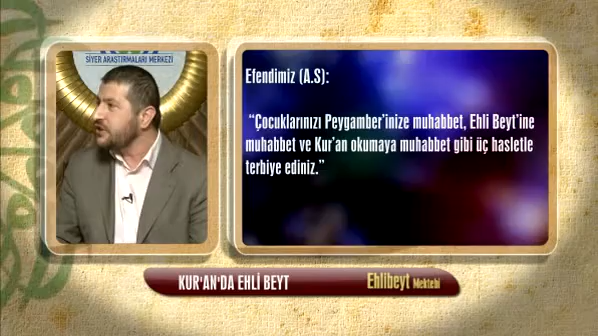 SİYER ARAŞTIRMALARI MERKEZİ
Efendimiz (A.S):
“Çocuklarınızı Peygamber'inize muhabbet, Ehli Beyt'ine
muhabbet ve Kur'an okumaya muhabbet gibi üç hasletle
terbiye ediniz.”
KUR'AN'DA EHLİ BEYT
Ehlibeyt Mektebi